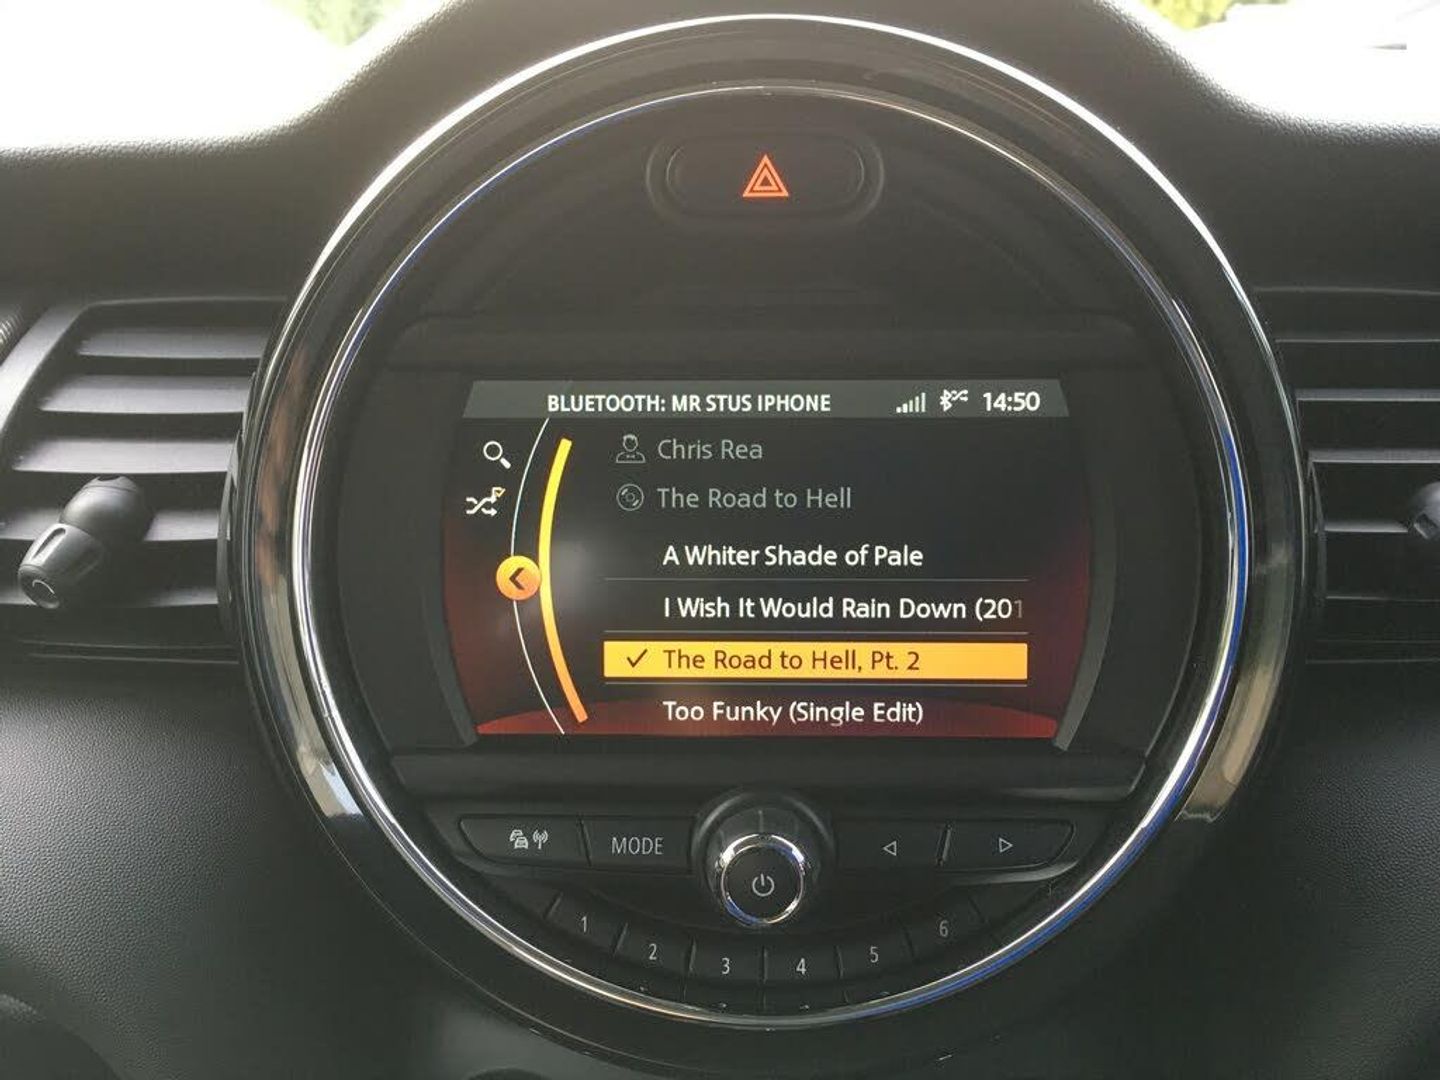 BLUETOOTH: MR STUS IPHONE 14:50
Chris Rea
The Road to Hell
A Whiter Shade of Pale
I Wish It Would Rain Down (201
The Road to Hell, Pt. 2
Too Funky (Single Edit)
MODE
1 2 3 4 5 6